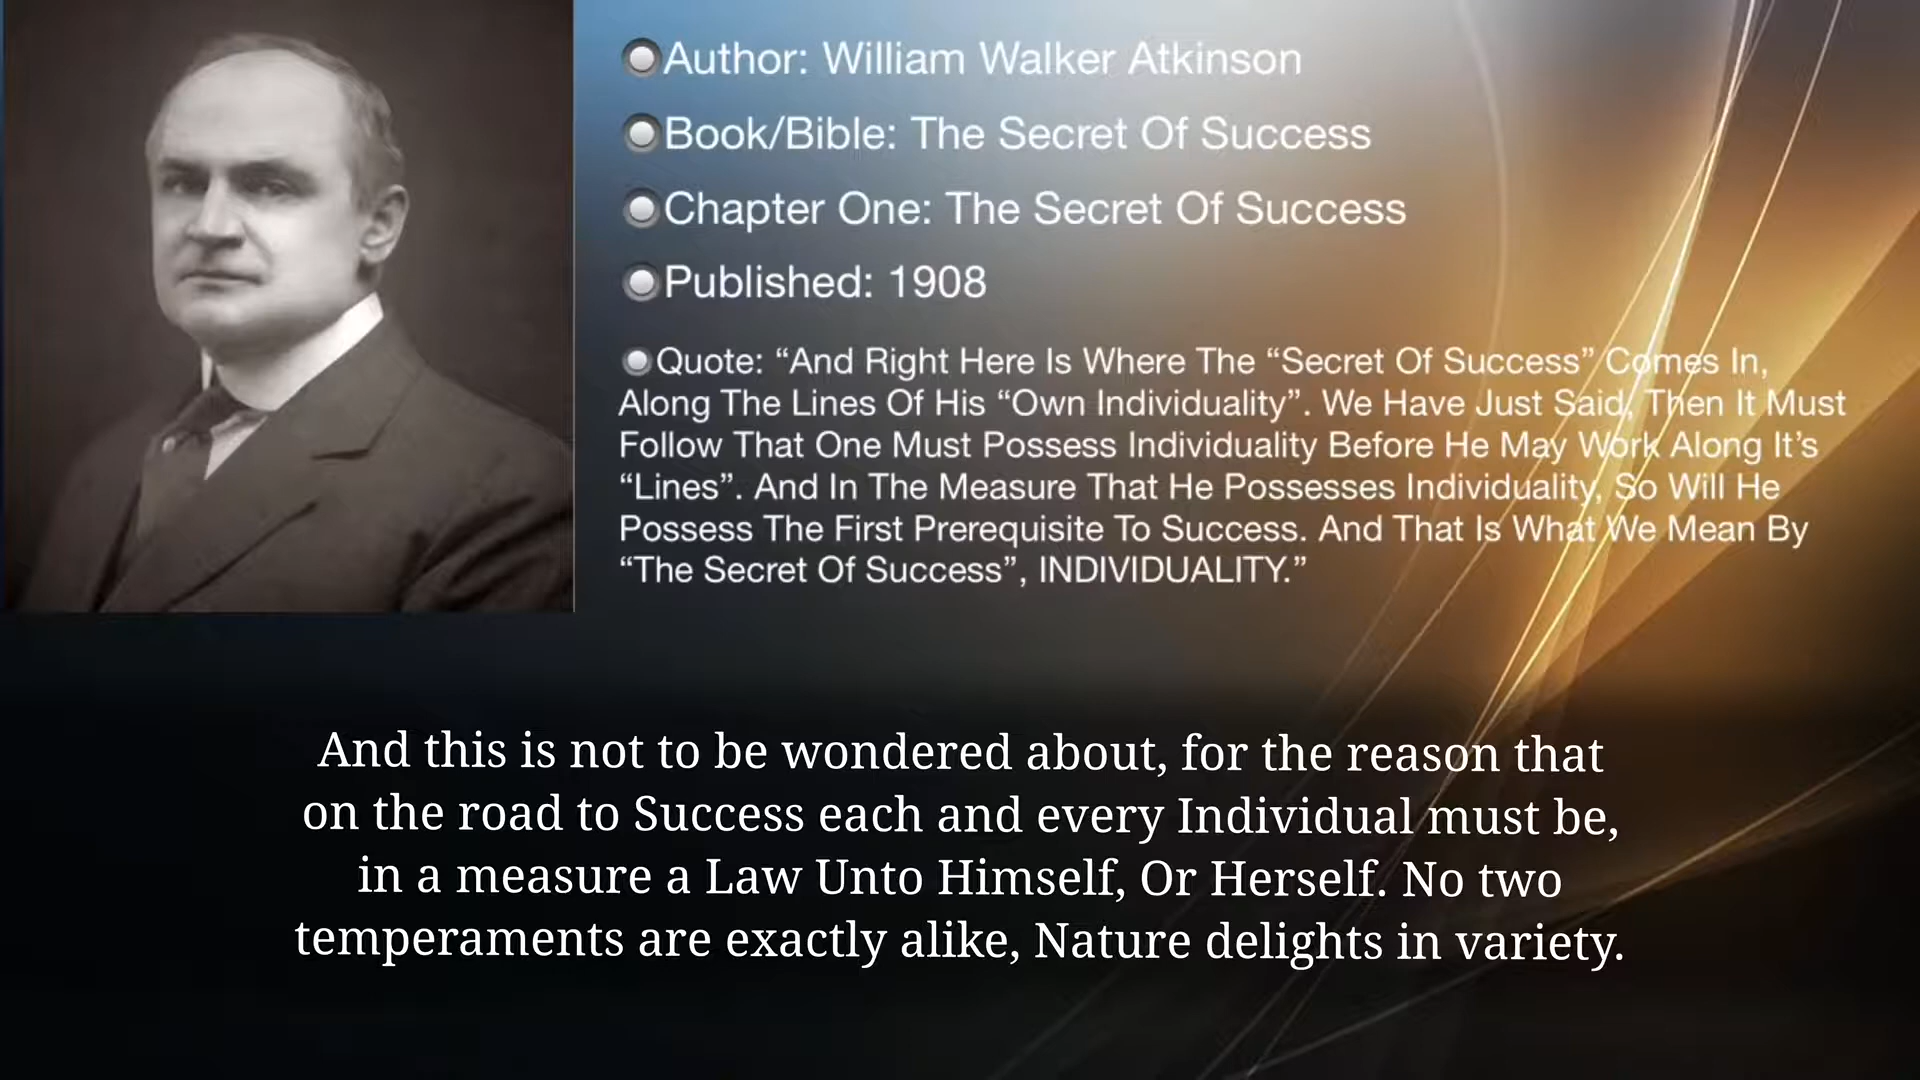 Author: William Walker Atkinson
Book/Bible: The Secret Of Success
Chapter One: The Secret Of Success
Published: 1908
Quote: “And Right Here Is Where The “Secret Of Success” Comes In,
Along The Lines Of His “Own Individuality”. We Have Just Said, Then It Must
Follow That One Must Possess Individuality Before He May Work Along It’s
“Lines”. And In The Measure That He Possesses Individuality, So Will He
Possess The First Prerequisite To Success. And That Is What We Mean By
“The Secret Of Success”, INDIVIDUALITY.”
And this is not to be wondered about, for the reason that
on the road to Success each and every Individual must be,
in a measure a Law Unto Himself, Or Herself. No two
temperaments are exactly alike, Nature delights in variety.